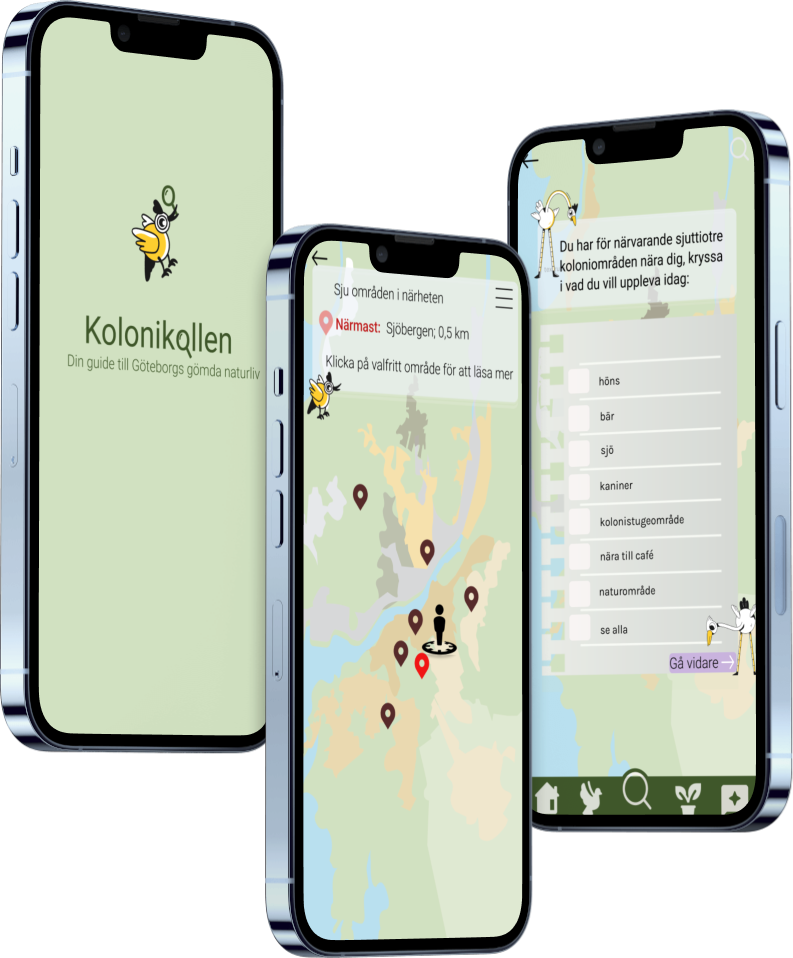 Kolonikollen
Din guide till Göteborgs gömda naturliv
Sju områden i närheten
Närmast: Sjöbergen; 0,5 km
Klicka på valfritt område för att läsa mer
Du har för närvarande sjuttiotre
koloniområden nära dig, kryssa
i vad du vill uppleva idag:
höns
bär
sjö
kaniner
kolonistugeområde
nära till café
naturområde
se alla
Gå vidare →